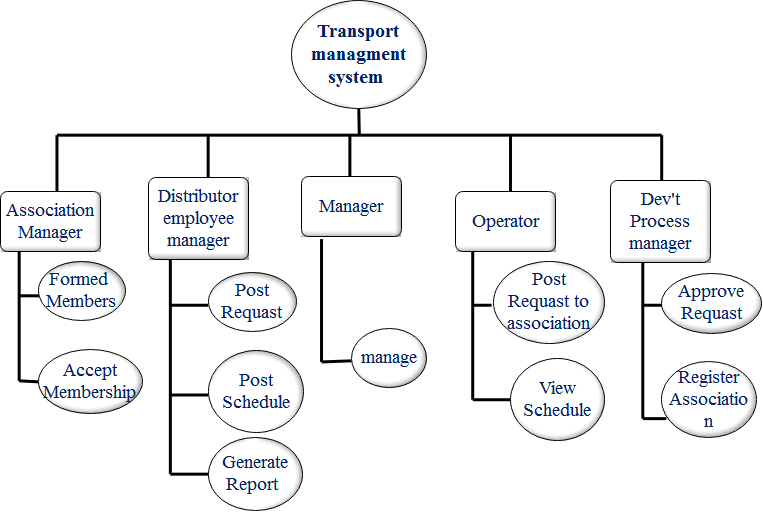 Transport
managment
system
Association
Manager
Distributor
employee
manager
Manager
Operator
Dev't
Process
manager
Formed
Members
Accept
Membership
Post
Requast
Post
Schedule
Generate
Report
manage
Post
Requast to
association
View
Schedule
Approve
Requast
Register
Associatio
n